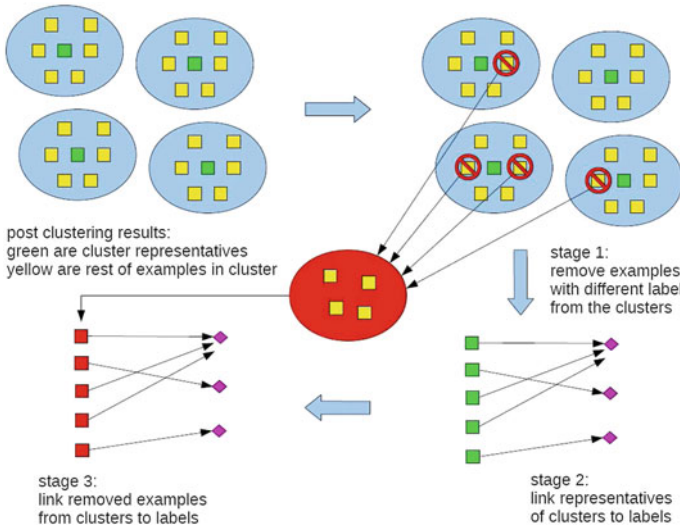 post clustering results:
green are cluster representatives
yellow are rest of examples in cluster
stage 1:
remove examples
with different label
from the clusters
stage 3:
link removed examples
from clusters to labels
stage 2:
link representatives
of clusters to labels